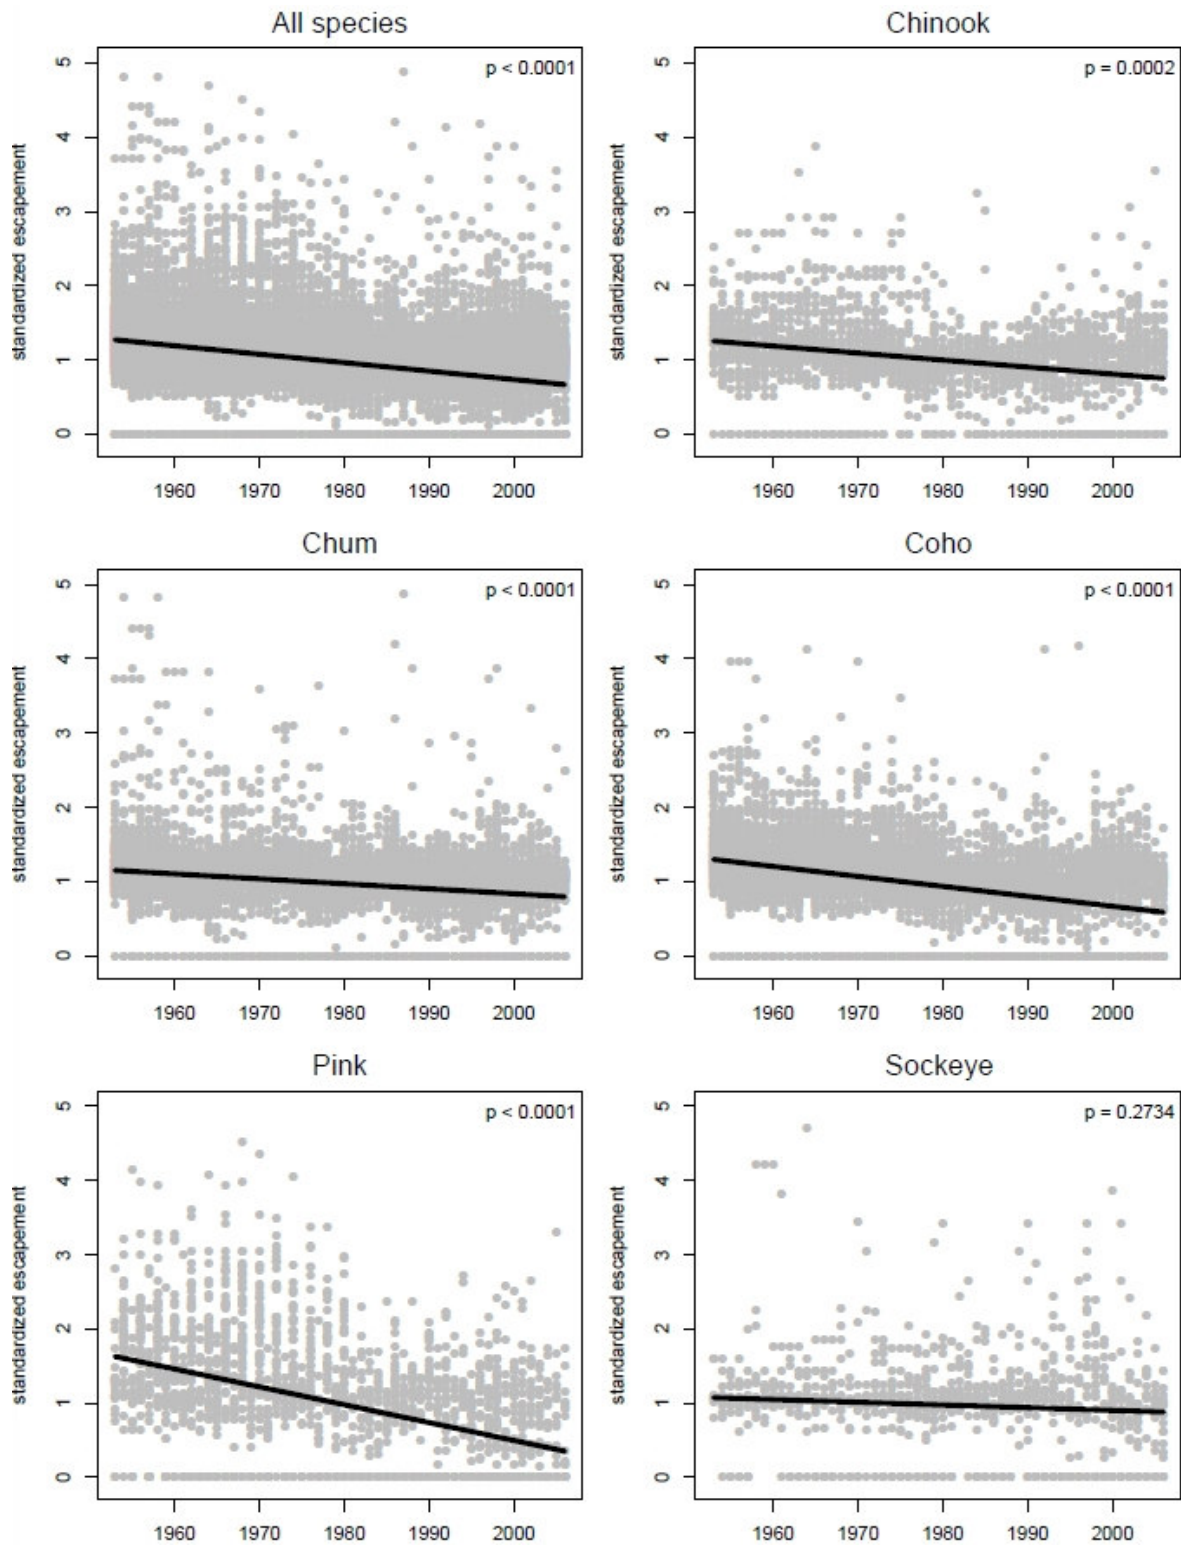 All species
p < 0.0001
standardized escapement
5
4
3
2
1
0
1960 1970 1980 1990 2000
Chinook
p = 0.0002
standardized escapement
5
4
3
2
1
0
1960 1970 1980 1990 2000
Chum
p < 0.0001
standardized escapement
5
4
3
2
1
0
1960 1970 1980 1990 2000
Coho
p < 0.0001
standardized escapement
5
4
3
2
1
0
1960 1970 1980 1990 2000
Pink
p < 0.0001
standardized escapement
5
4
3
2
1
0
1960 1970 1980 1990 2000
Sockeye
p = 0.2734
standardized escapement
5
4
3
2
1
0
1960 1970 1980 1990 2000